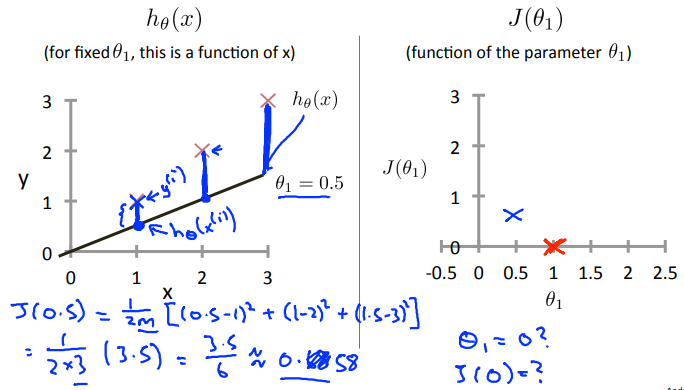 h_θ(x)
(for fixed θ₁, this is a function of x)
3
2
1
0
y
0 1 2 3
x
h_θ(x)
θ₁ = 0.5
y^(i)
h_θ(x^(i))
J(0.5) = 1/2m [(0.5-1)² + (1-2)² + (1.5-3)²]
= 1/2×3 (3.5) = 3.5/6 ≈ 0.58
J(θ₁)
(function of the parameter θ₁)
3
2
1
0
J(θ₁)
-0.5 0 0.5 1 1.5 2 2.5
θ₁
θ₁ = 0?
J(0) = ?